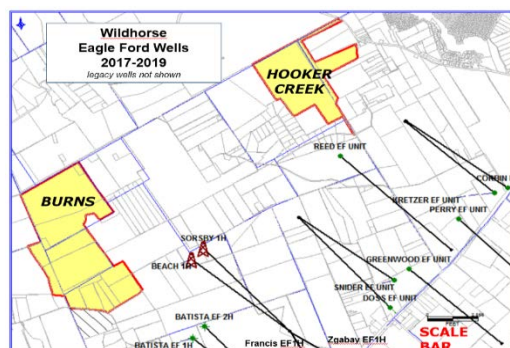 Wildhorse
Eagle Ford Wells
2017-2019
legacy wells not shown
HOOKER
CREEK
REED EF UNIT
BURNS
KRETZER EF UNIT
PERRY EF UNIT
SORSBY 1H
BEACH 1H
GREENWOOD EF UNIT
SNIDER EF UNIT
DOSS EF UNIT
BATISTA EF 2H
BATISTA EF 1H
Francis EF1H
Zgabay EF1H
FEET
SCALE
BAR